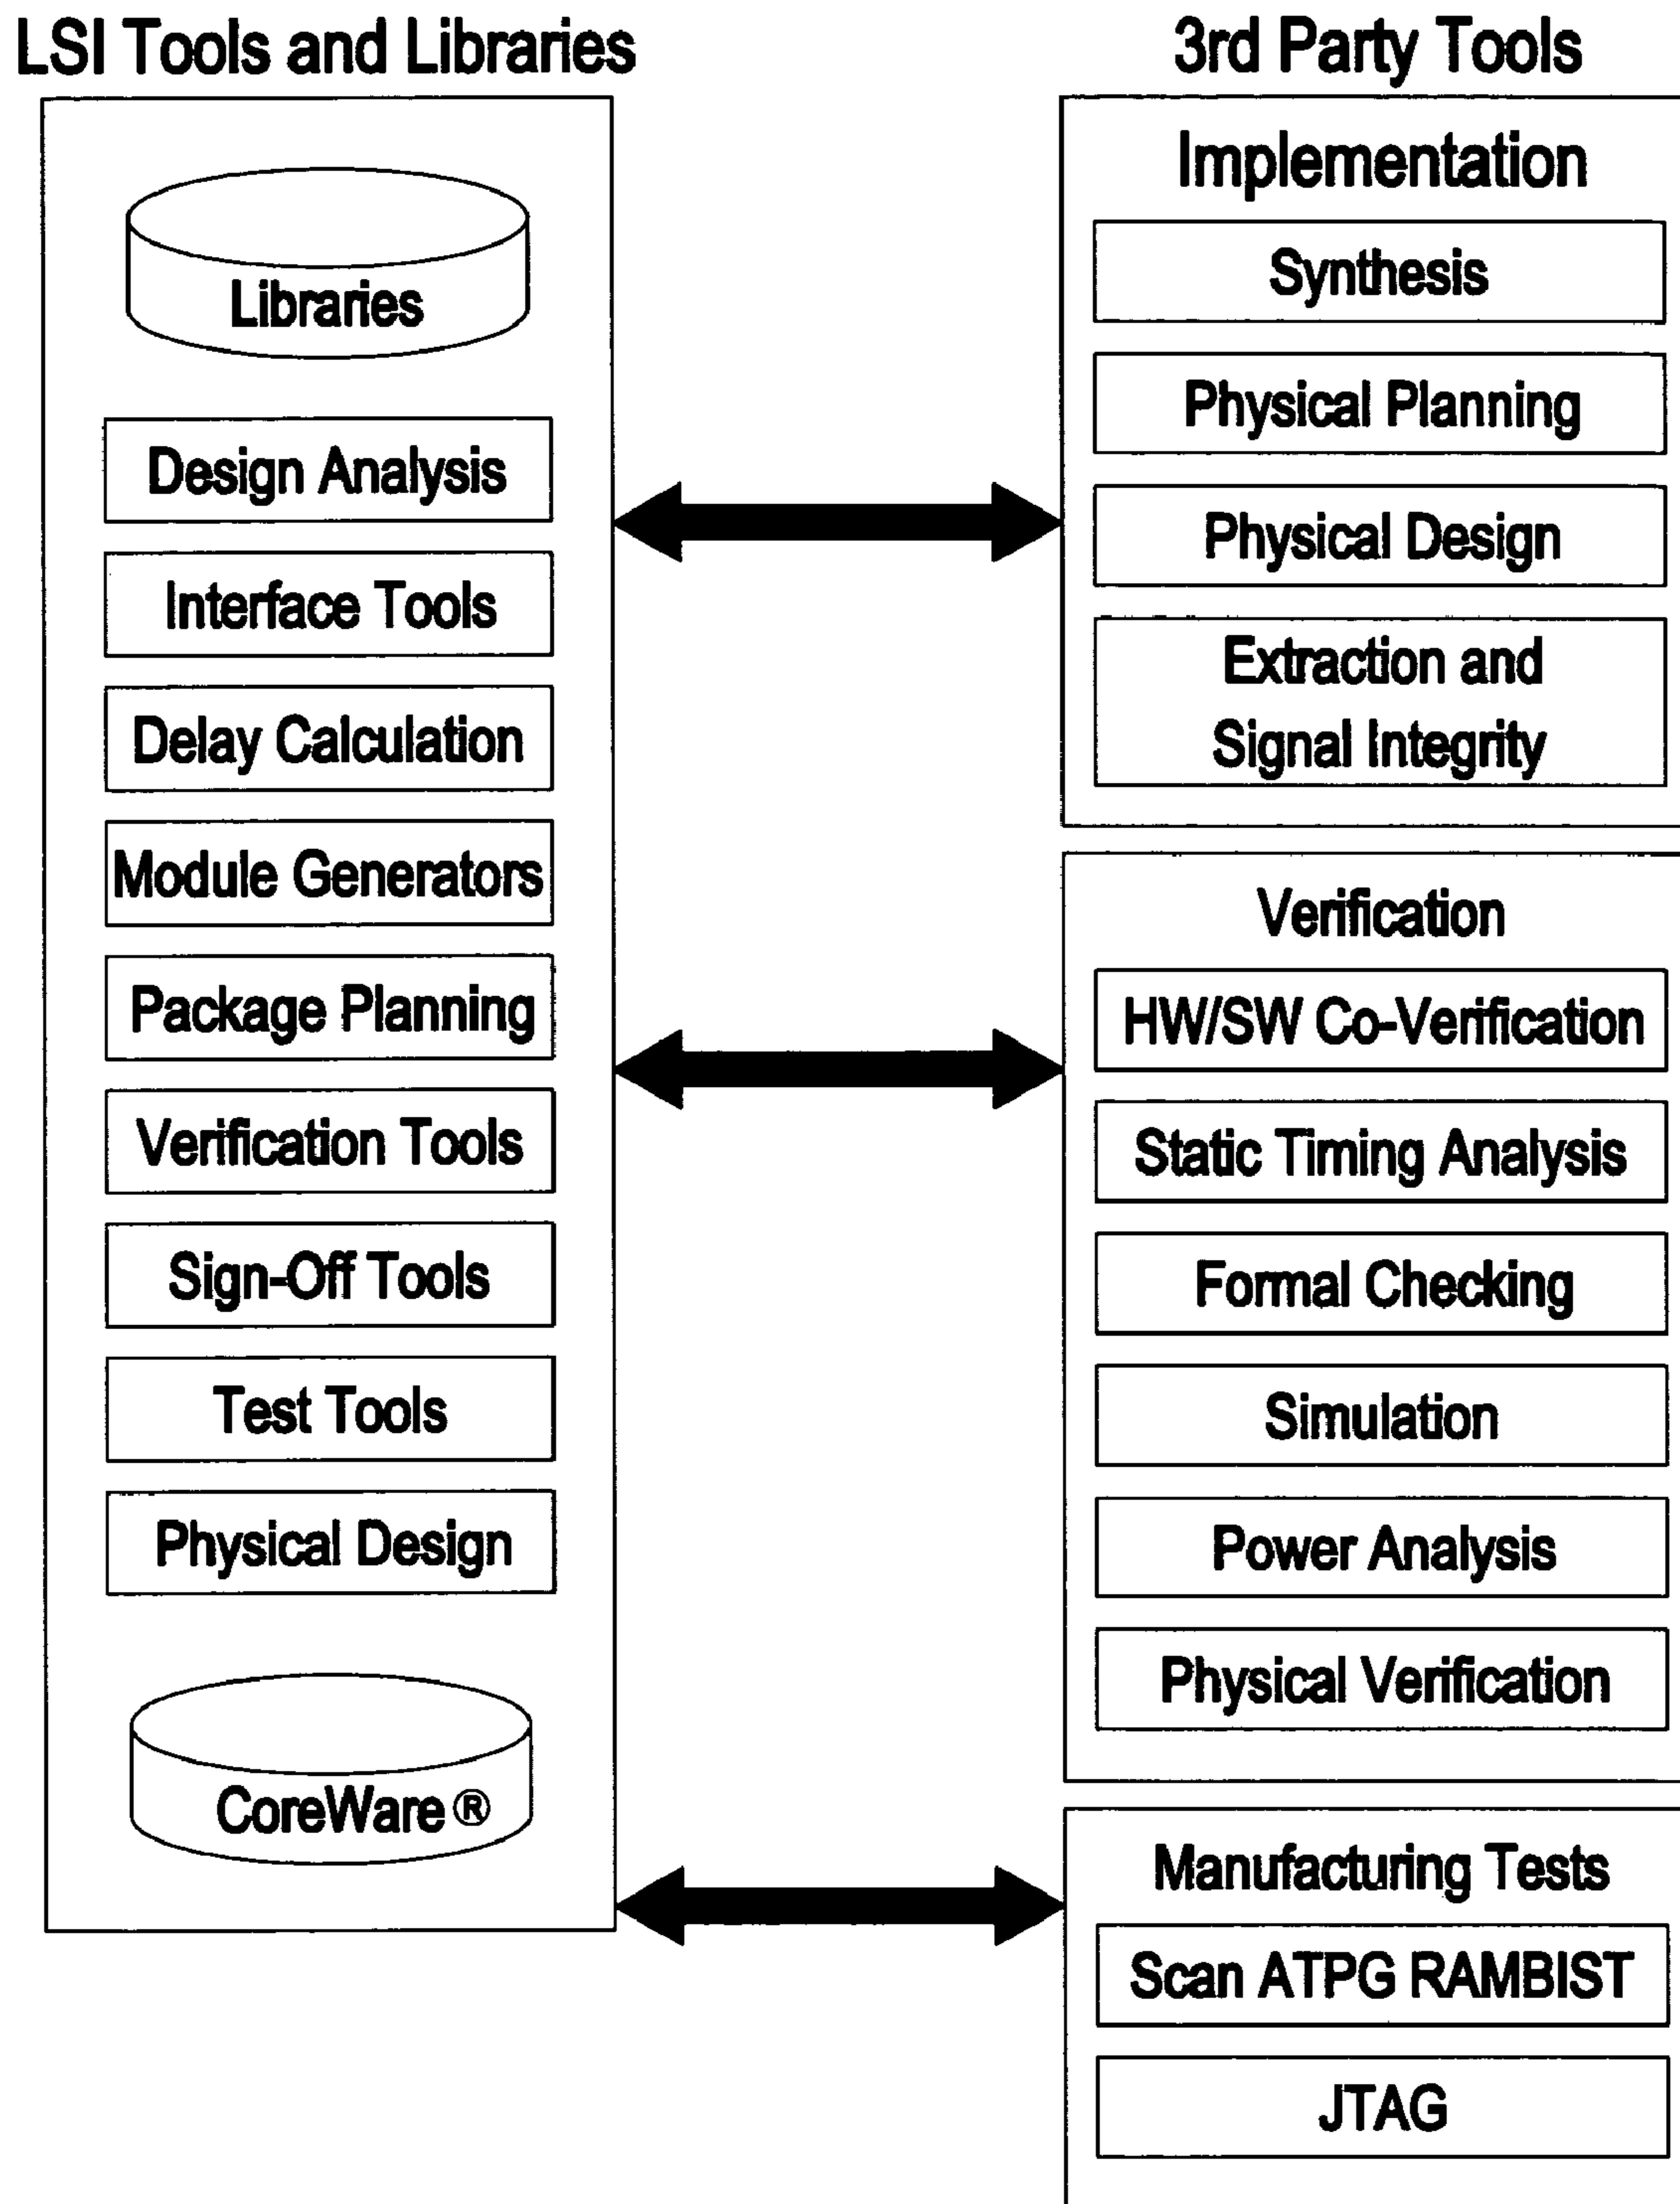 LSI Tools and Libraries
Libraries
Design Analysis
Interface Tools
Delay Calculation
Module Generators
Package Planning
Verification Tools
Sign-Off Tools
Test Tools
Physical Design
CoreWare ®
3rd Party Tools
Implementation
Synthesis
Physical Planning
Physical Design
Extraction and
Signal Integrity
Verification
HW/SW Co-Verification
Static Timing Analysis
Formal Checking
Simulation
Power Analysis
Physical Verification
Manufacturing Tests
Scan ATPG RAMBIST
JTAG